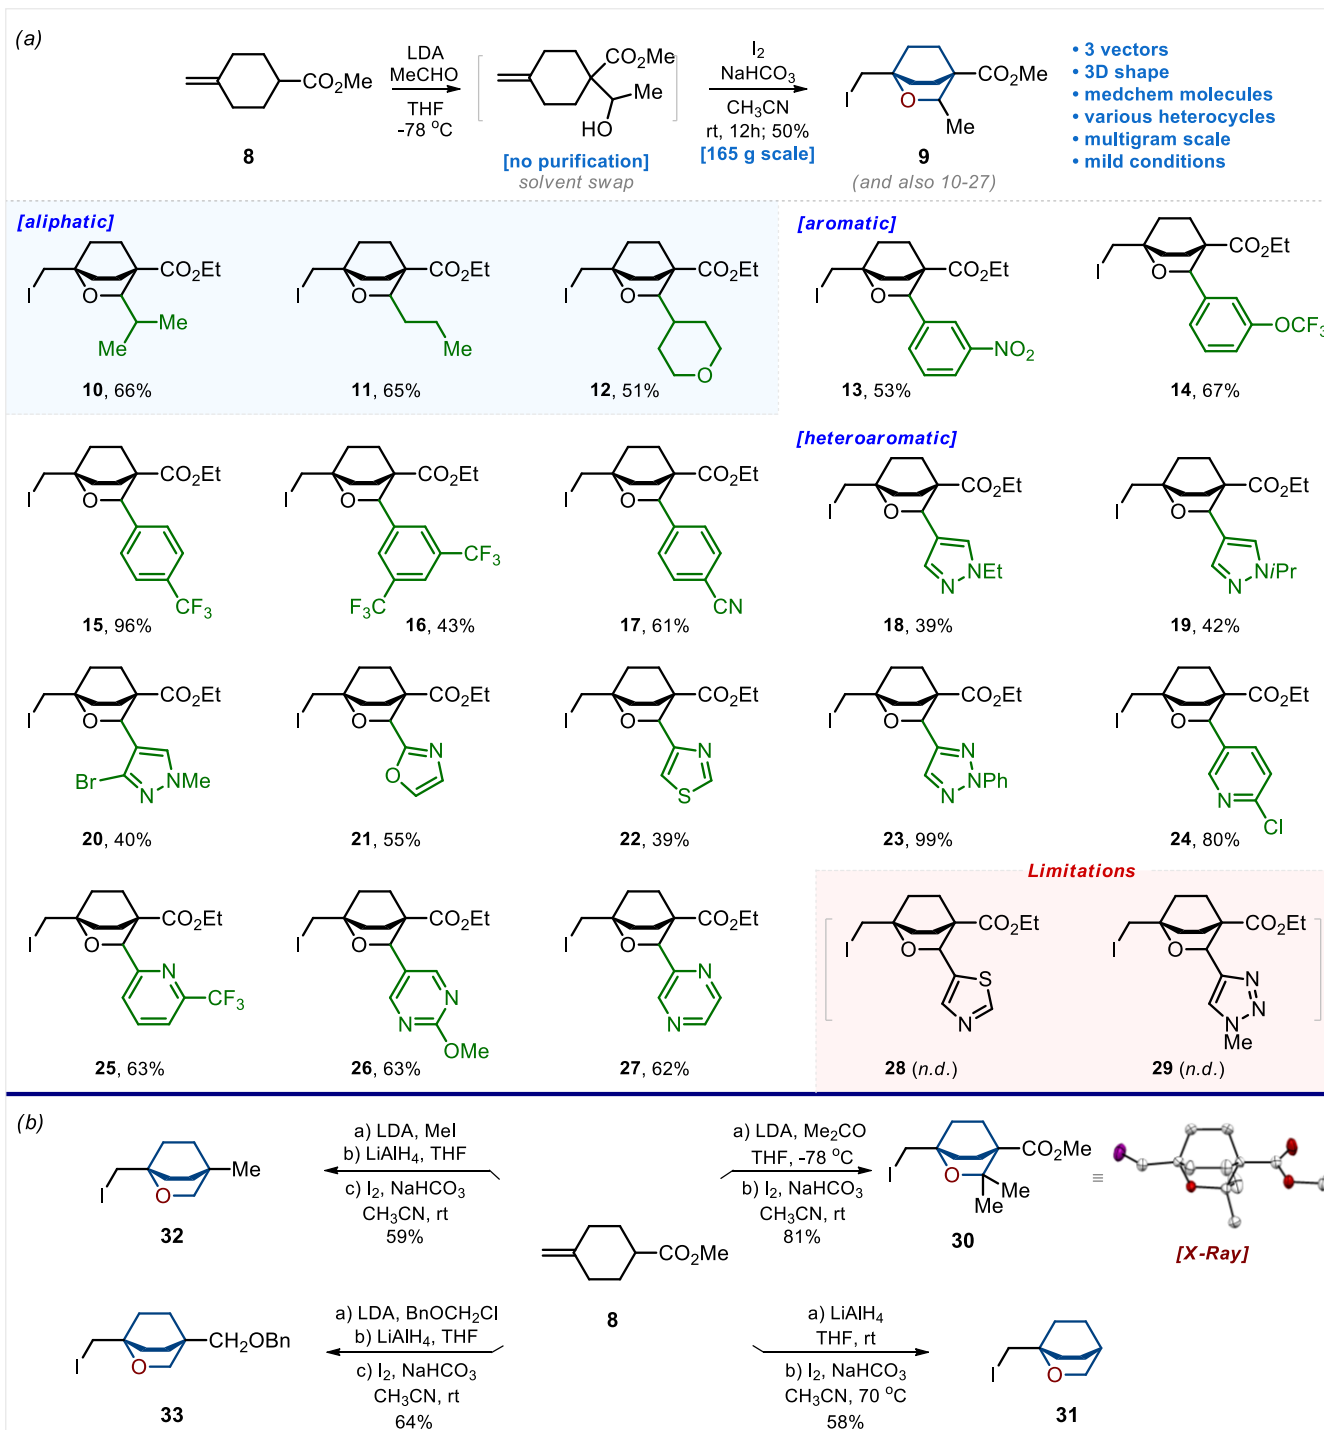 (a)
CO₂Me
8
LDA
MeCHO
THF
-78 °C
CO₂Me
Me
HO
[no purification]
solvent swap
I₂
NaHCO₃
CH₃CN
rt, 12h; 50%
[165 g scale]
I
O
CO₂Me
Me
9
(and also 10-27)
• 3 vectors
• 3D shape
• medchem molecules
• various heterocycles
• multigram scale
• mild conditions
[aliphatic]
I
O
CO₂Et
Me
Me
10, 66%
I
O
CO₂Et
Me
11, 65%
I
O
CO₂Et
O
12, 51%
[aromatic]
I
O
CO₂Et
NO₂
13, 53%
I
O
CO₂Et
OCF₃
14, 67%
I
O
CO₂Et
CF₃
15, 96%
I
O
CO₂Et
CF₃
F₃C
16, 43%
I
O
CO₂Et
CN
17, 61%
[heteroaromatic]
I
O
CO₂Et
N
N
Et
18, 39%
I
O
CO₂Et
N
N
iPr
19, 42%
I
O
CO₂Et
Br
N
N
Me
20, 40%
I
O
CO₂Et
N
O
21, 55%
I
O
CO₂Et
N
S
22, 39%
I
O
CO₂Et
N
N
N
Ph
23, 99%
I
O
CO₂Et
N
Cl
24, 80%
I
O
CO₂Et
N
CF₃
25, 63%
I
O
CO₂Et
N
N
OMe
26, 63%
I
O
CO₂Et
N
N
27, 62%
Limitations
I
O
CO₂Et
S
N
28 (n.d.)
I
O
CO₂Et
N
N
N
Me
29 (n.d.)
(b)
I
O
Me
32
a) LDA, MeI
b) LiAlH₄, THF
c) I₂, NaHCO₃
CH₃CN, rt
59%
a) LDA, Me₂CO
THF, -78 °C
b) I₂, NaHCO₃
CH₃CN, rt
81%
I
O
CO₂Me
Me
Me
30
≡
[X-Ray]
CO₂Me
8
I
O
CH₂OBn
33
a) LDA, BnOCH₂Cl
b) LiAlH₄, THF
c) I₂, NaHCO₃
CH₃CN, rt
64%
a) LiAlH₄
THF, rt
b) I₂, NaHCO₃
CH₃CN, 70 °C
58%
I
O
31